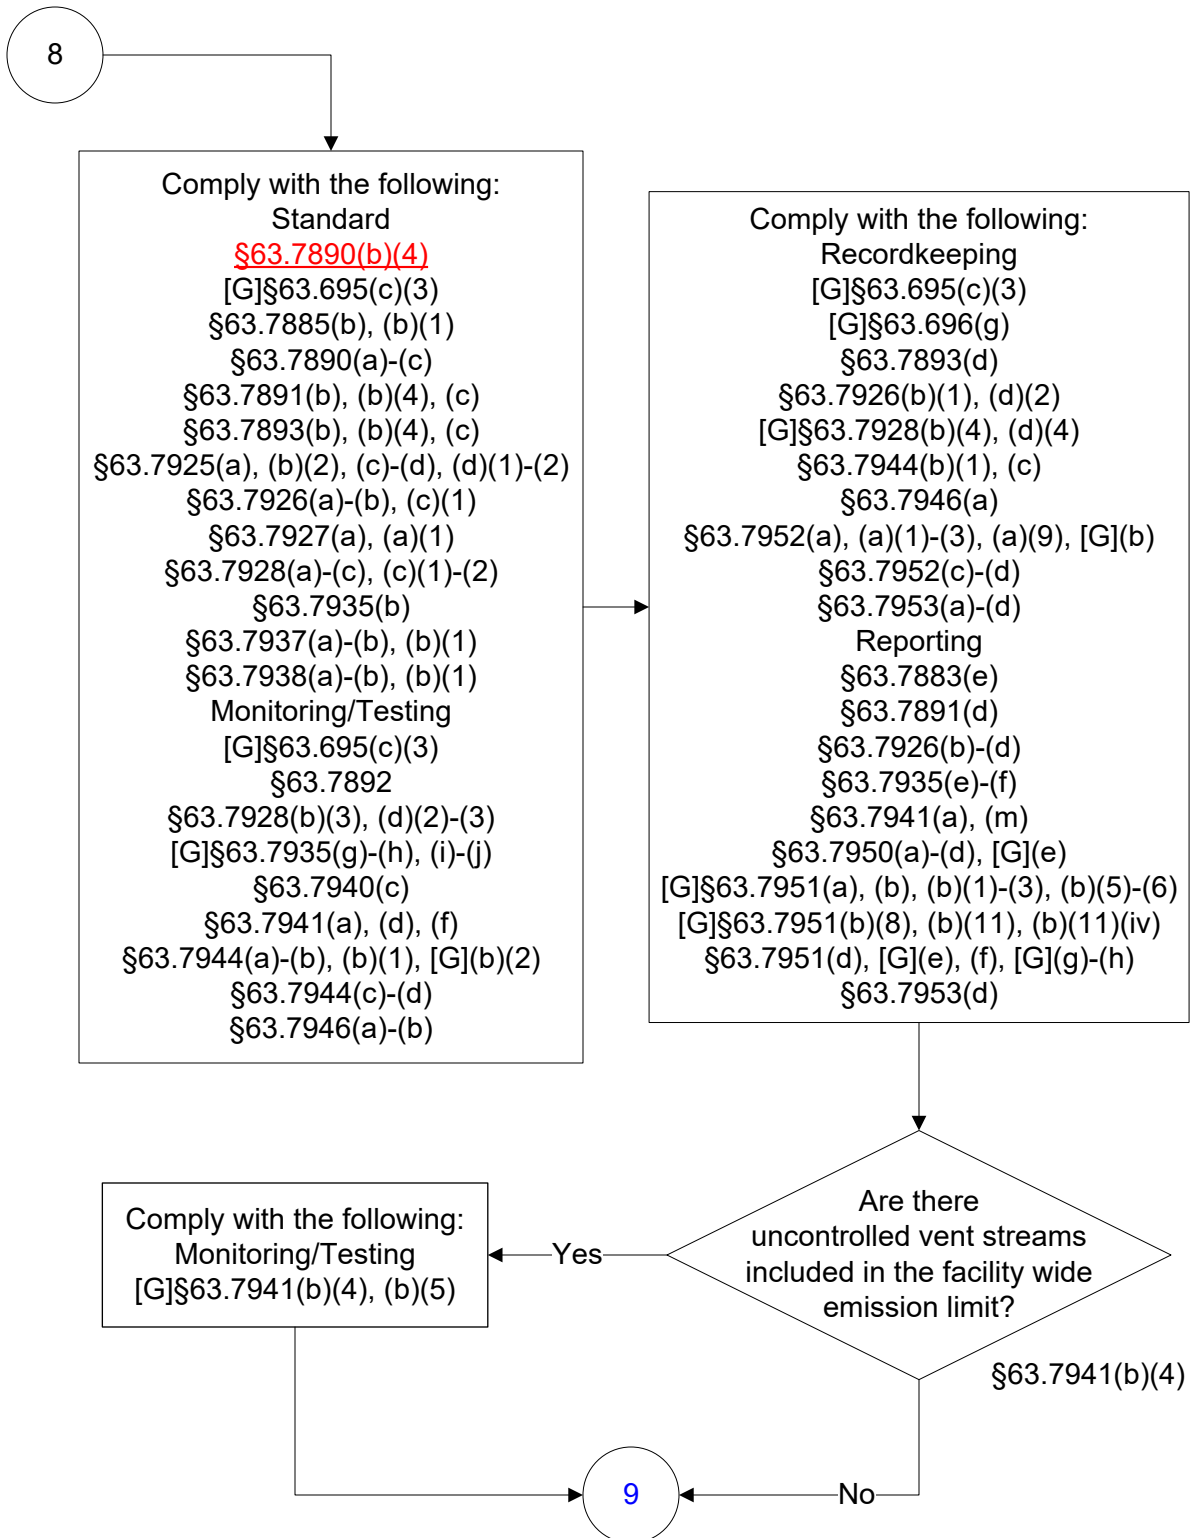 8
Comply with the following:
Standard
§63.7890(b)(4)
[G]§63.695(c)(3)
§63.7885(b), (b)(1)
§63.7890(a)-(c)
§63.7891(b), (b)(4), (c)
§63.7893(b), (b)(4), (c)
§63.7925(a), (b)(2), (c)-(d), (d)(1)-(2)
§63.7926(a)-(b), (c)(1)
§63.7927(a), (a)(1)
§63.7928(a)-(c), (c)(1)-(2)
§63.7935(b)
§63.7937(a)-(b), (b)(1)
§63.7938(a)-(b), (b)(1)
Monitoring/Testing
[G]§63.695(c)(3)
§63.7892
§63.7928(b)(3), (d)(2)-(3)
[G]§63.7935(g)-(h), (i)-(j)
§63.7940(c)
§63.7941(a), (d), (f)
§63.7944(a)-(b), (b)(1), [G](b)(2)
§63.7944(c)-(d)
§63.7946(a)-(b)
Comply with the following:
Recordkeeping
[G]§63.695(c)(3)
[G]§63.696(g)
§63.7893(d)
§63.7926(b)(1), (d)(2)
[G]§63.7928(b)(4), (d)(4)
§63.7944(b)(1), (c)
§63.7946(a)
§63.7952(a), (a)(1)-(3), (a)(9), [G](b)
§63.7952(c)-(d)
§63.7953(a)-(d)
Reporting
§63.7883(e)
§63.7891(d)
§63.7926(b)-(d)
§63.7935(e)-(f)
§63.7941(a), (m)
§63.7950(a)-(d), [G](e)
[G]§63.7951(a), (b), (b)(1)-(3), (b)(5)-(6)
[G]§63.7951(b)(8), (b)(11), (b)(11)(iv)
§63.7951(d), [G](e), (f), [G](g)-(h)
§63.7953(d)
Are there
uncontrolled vent streams
included in the facility wide
emission limit?
§63.7941(b)(4)
Yes
Comply with the following:
Monitoring/Testing
[G]§63.7941(b)(4), (b)(5)
No
9